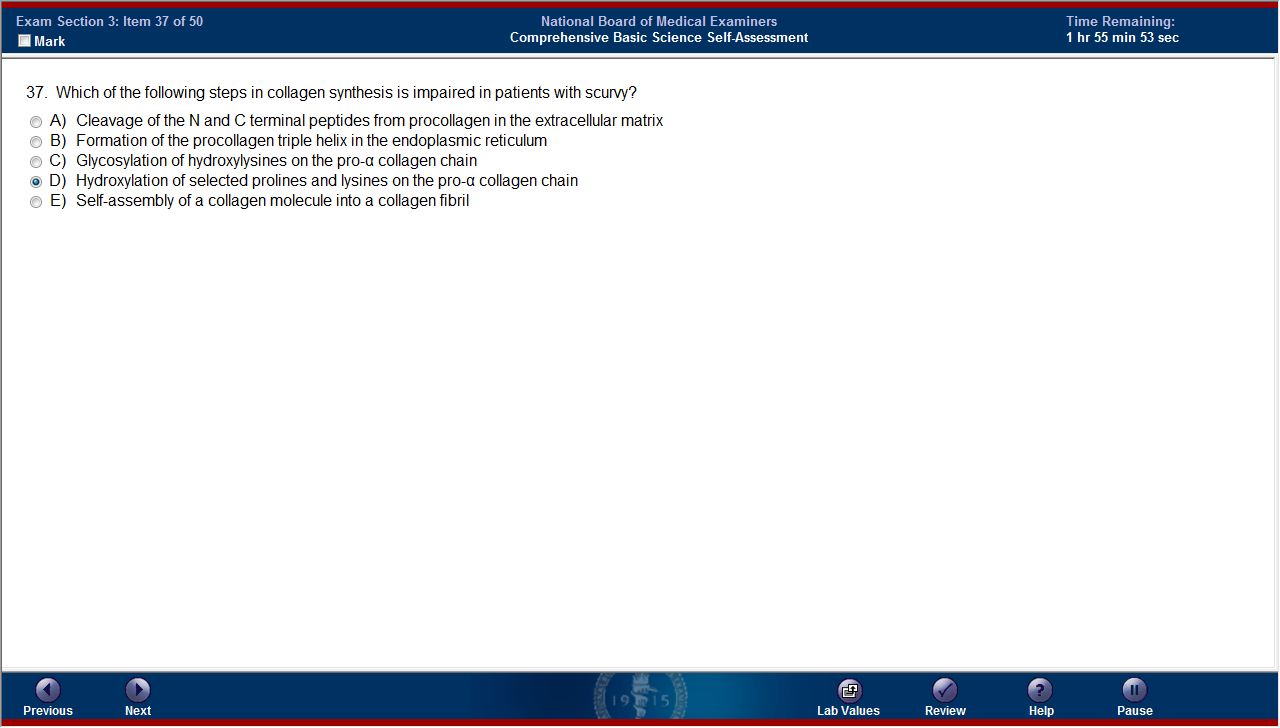 Exam Section 3: Item 37 of 50
National Board of Medical Examiners
Time Remaining:
Mark
Comprehensive Basic Science Self-Assessment
1 hr 55 min 53 sec
37. Which of the following steps in collagen synthesis is impaired in patients with scurvy?
A) Cleavage of the N and C terminal peptides from procollagen in the extracellular matrix
B) Formation of the procollagen triple helix in the endoplasmic reticulum
C) Glycosylation of hydroxylysines on the pro-α collagen chain
D) Hydroxylation of selected prolines and lysines on the pro-α collagen chain
E) Self-assembly of a collagen molecule into a collagen fibril
1915
Previous
Next
Lab Values
Review
Help
Pause